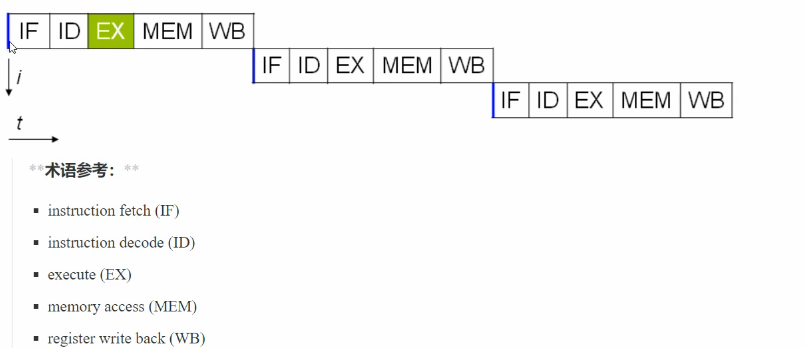 IF ID EX MEM WB
IF ID EX MEM WB
i
IF ID EX MEM WB
t
**术语参考：**
▪ instruction fetch (IF)
▪ instruction decode (ID)
▪ execute (EX)
▪ memory access (MEM)
▪ register write back (WB)